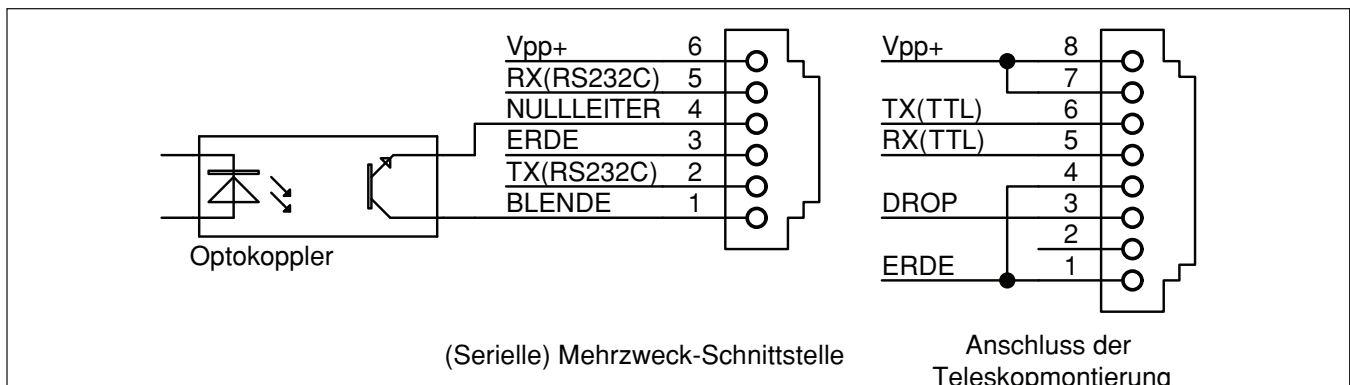 Vpp+ 6
RX(RS232C) 5
NULLLEITER 4
ERDE 3
TX(RS232C) 2
BLENDE 1
Optokoppler
(Serielle) Mehrzweck-Schnittstelle
Vpp+ 8
7
TX(TTL) 6
RX(TTL) 5
4
DROP 3
2
ERDE 1
Anschluss der
Teleskopmontierung